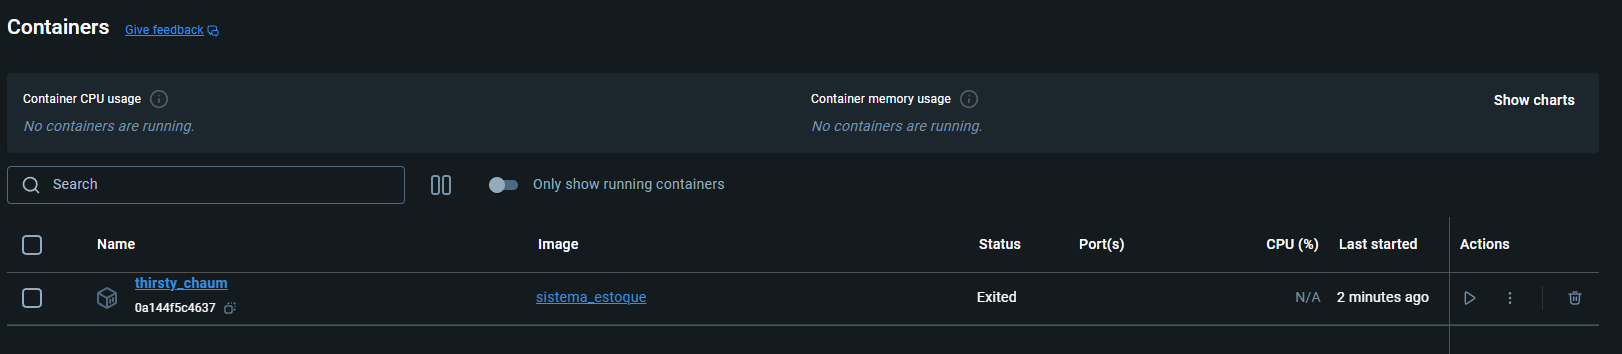 Containers Give feedback
Container CPU usage Container memory usage Show charts
No containers are running. No containers are running.
Search Only show running containers
Name Image Status Port(s) CPU (%) Last started Actions
thirsty_chaum
sistema_estoque Exited N/A 2 minutes ago
0a144f5c4637